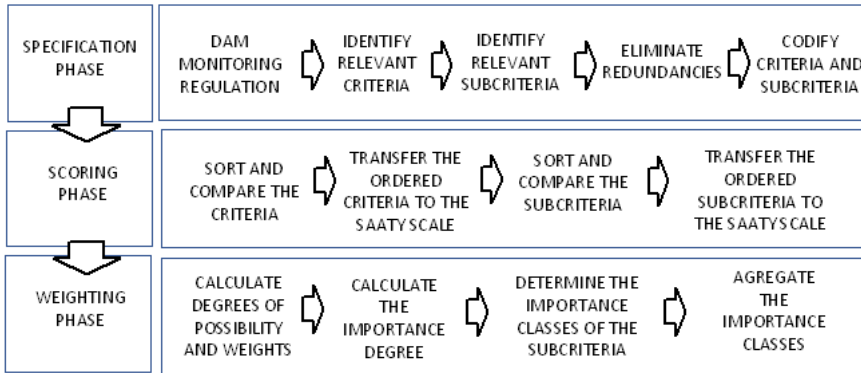 SPECIFICATION
PHASE
DAM
MONITORING
REGULATION
IDENTIFY
RELEVANT
CRITERIA
IDENTIFY
RELEVANT
SUBCRITERIA
ELIMINATE
REDUNDANCIES
CODIFY
CRITERIA AND
SUBCRITERIA
SCORING
PHASE
SORT AND
COMPARE THE
CRITERIA
TRANSFER THE
ORDERED
CRITERIA TO THE
SAATY SCALE
SORT AND
COMPARE THE
SUBCRITERIA
TRANSFER THE
ORDERED
SUBCRITERIA TO
THE SAATY SCALE
WEIGHTING
PHASE
CALCULATE
DEGREES OF
POSSIBILITY
AND WEIGHTS
CALCULATE
THE
IMPORTANCE
DEGREE
DETERMINE THE
IMPORTANCE
CLASSES OF THE
SUBCRITERIA
AGREGATE
THE
IMPORTANCE
CLASSES